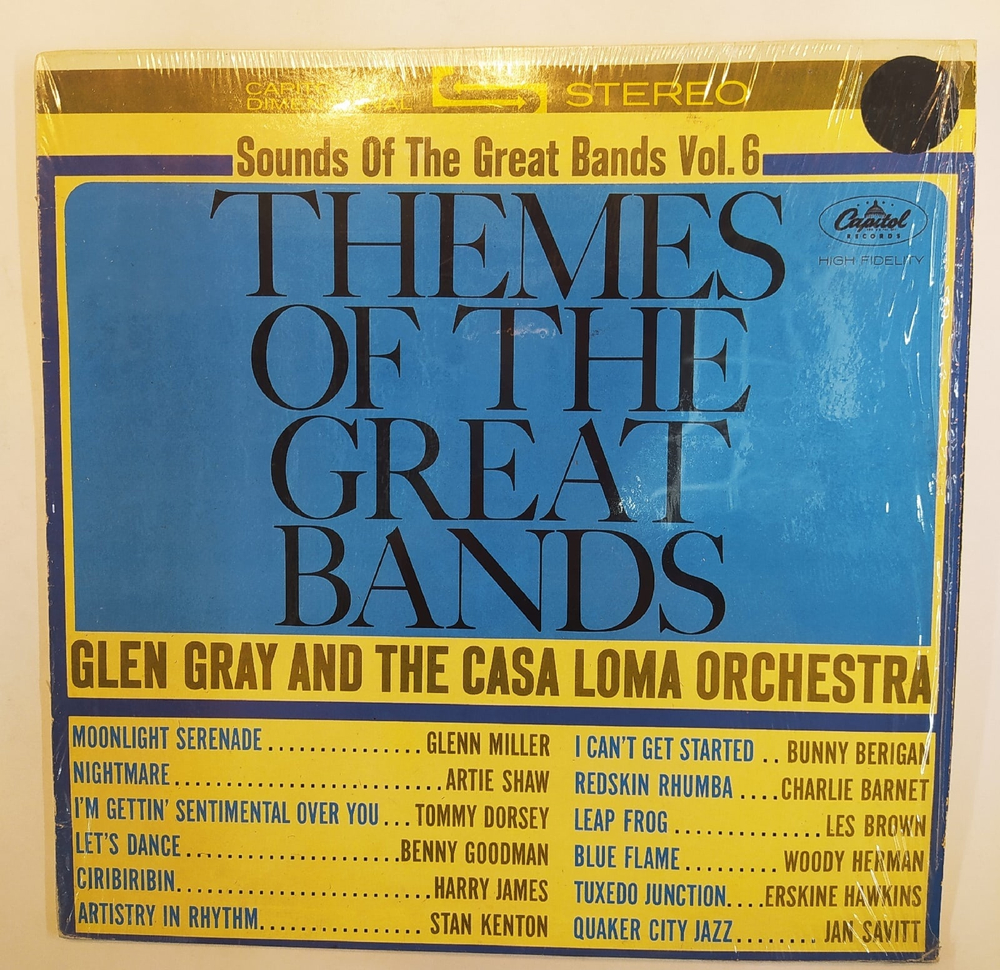 CAPITOL STEREO
DIMENSIONAL
Sounds Of The Great Bands Vol. 6
THEMES
OF THE
GREAT
BANDS
Capitol
RECORDS
HIGH FIDELITY
GLEN GRAY AND THE CASA LOMA ORCHESTRA
MOONLIGHT SERENADE...............GLENN MILLER
NIGHTMARE..........................ARTIE SHAW
I'M GETTIN' SENTIMENTAL OVER YOU...TOMMY DORSEY
LET'S DANCE.......................BENNY GOODMAN
CIRIBIRIBIN...........................HARRY JAMES
ARTISTRY IN RHYTHM................. STAN KENTON
I CAN'T GET STARTED ..BUNNY BERIGAN
REDSKIN RHUMBA ....CHARLIE BARNET
LEAP FROG ...............LES BROWN
BLUE FLAME...........WOODY HERMAN
TUXEDO JUNCTION....ERSKINE HAWKINS
QUAKER CITY JAZZ........ JAN SAVITT